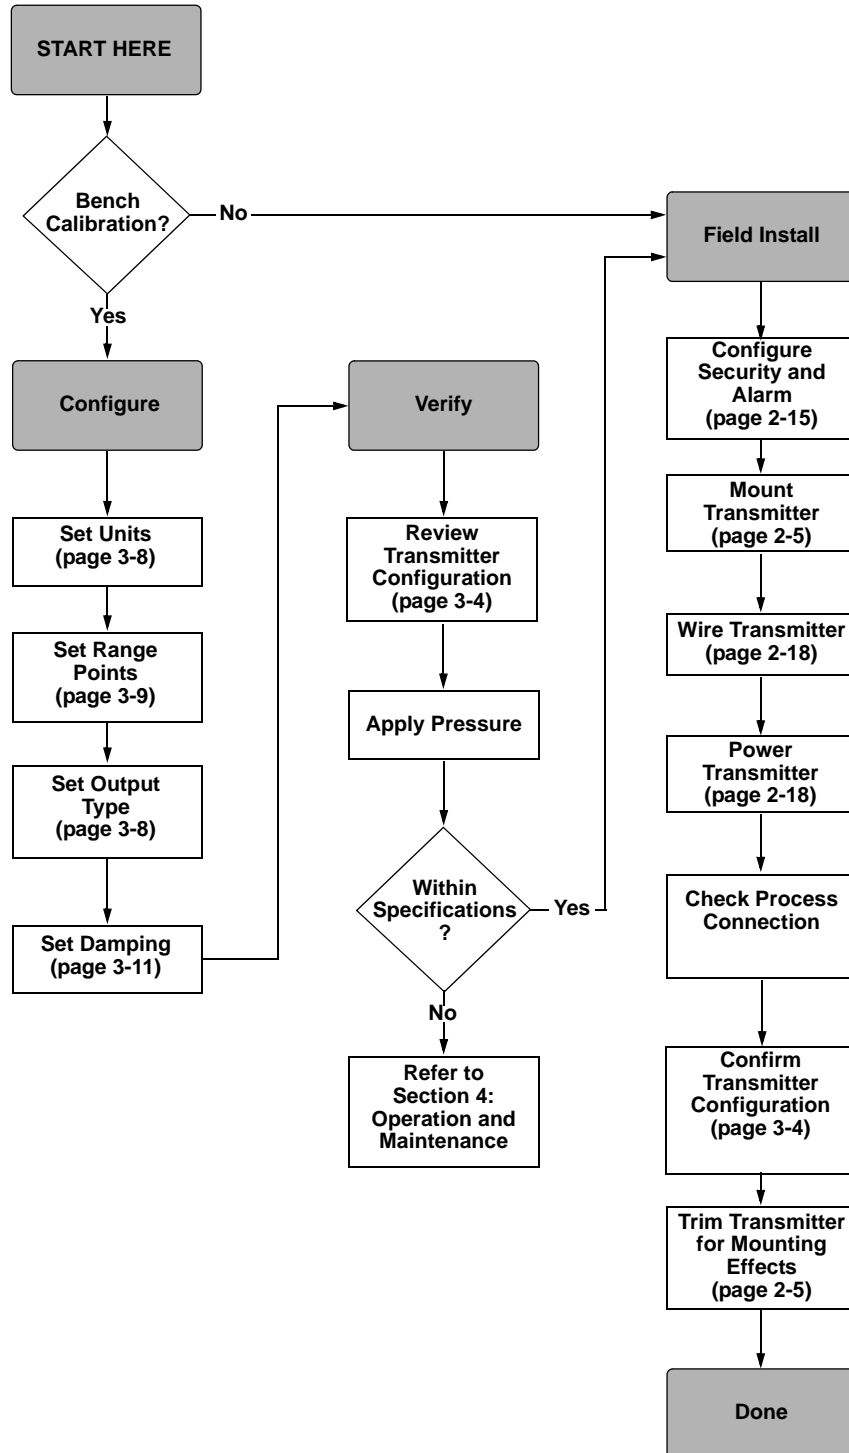 START HERE
Bench
Calibration?
No
Yes
Configure
Set Units
(page 3-8)
Set Range
Points
(page 3-9)
Set Output
Type
(page 3-8)
Set Damping
(page 3-11)
Verify
Review
Transmitter
Configuration
(page 3-4)
Apply Pressure
Within
Specifications
?
Yes
No
Refer to
Section 4:
Operation and
Maintenance
Field Install
Configure
Security and
Alarm
(page 2-15)
Mount
Transmitter
(page 2-5)
Wire Transmitter
(page 2-18)
Power
Transmitter
(page 2-18)
Check Process
Connection
Confirm
Transmitter
Configuration
(page 3-4)
Trim Transmitter
for Mounting
Effects
(page 2-5)
Done